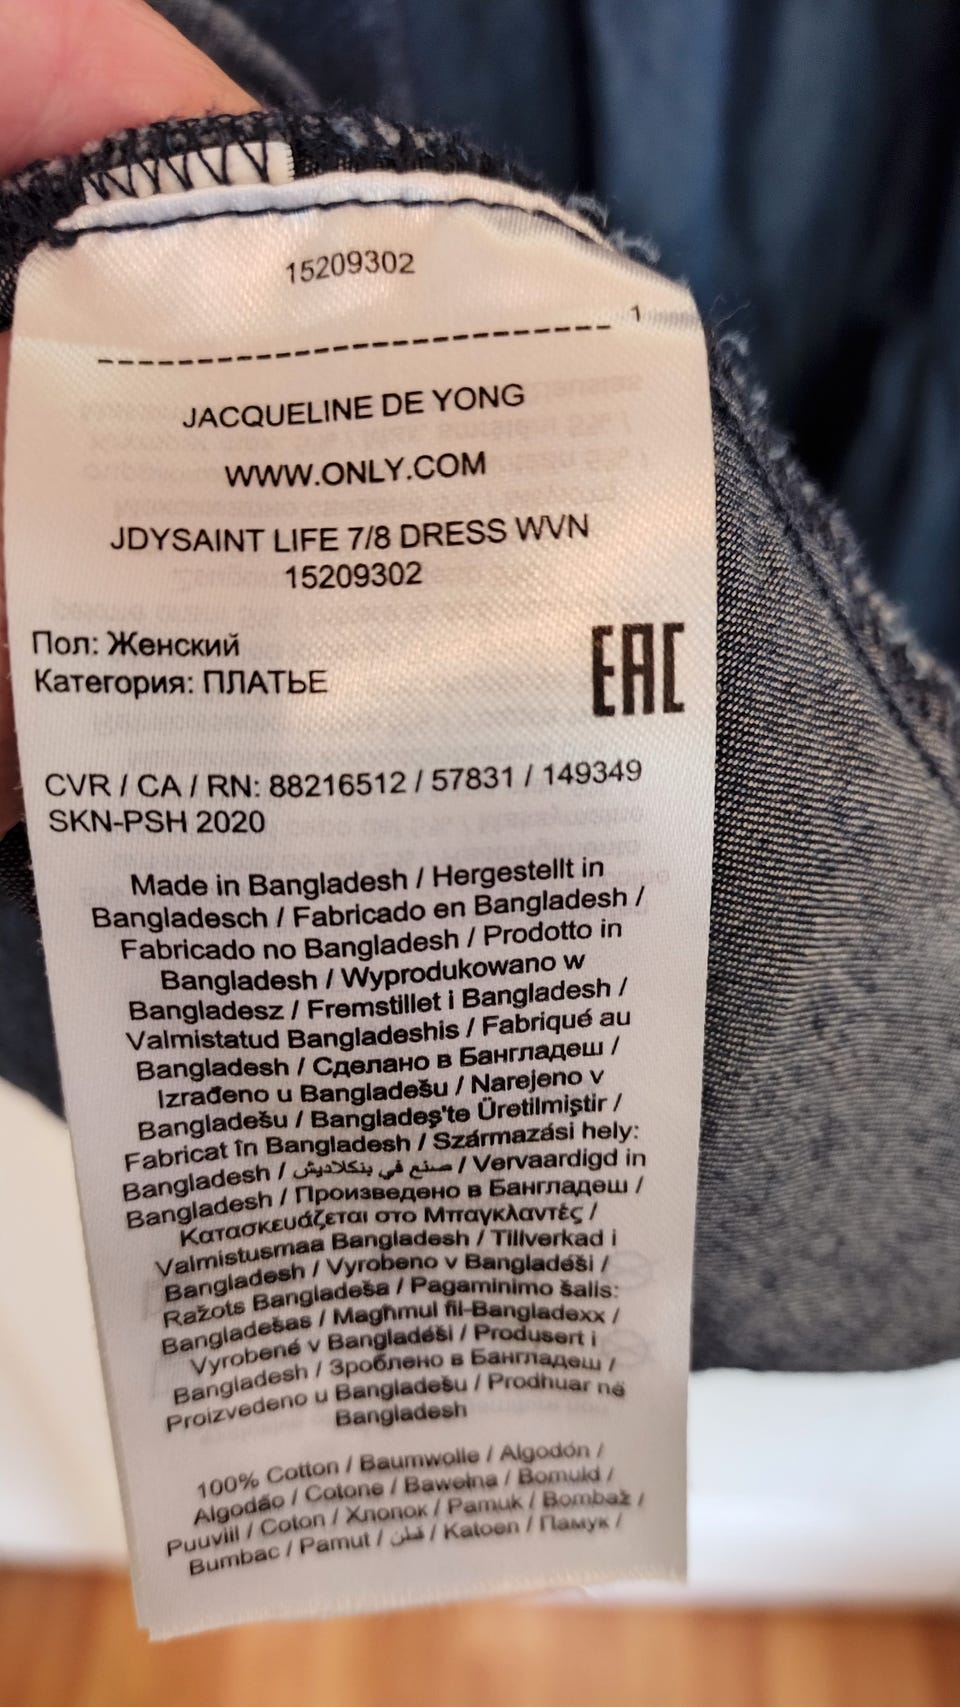 15209302
1
JACQUELINE DE YONG
WWW.ONLY.COM
JDYSAINT LIFE 7/8 DRESS WVN
15209302
Пол: Женский
Категория: ПЛАТЬЕ
EAC
CVR / CA / RN: 88216512 / 57831 / 149349
SKN-PSH 2020
Made in Bangladesh / Hergestellt in
Bangladesch / Fabricado en Bangladesh /
Fabricado no Bangladesh / Prodotto in
Bangladesh / Wyprodukowano w
Bangladesz / Fremstillet i Bangladesh /
Valmistatud Bangladeshis / Fabriqué au
Bangladesh / Сделано в Бангладеш /
Izrađeno u Bangladešu / Narejeno v
Bangladešu / Bangladeş'te Üretilmiştir /
Fabricat în Bangladesh / Származási hely:
Bangladesh / صنع في بنكلاديش / Vervaardigd in
Bangladesh / Произведено в Бангладеш /
Κατασκευάζεται στο Μπαγκλαντές /
Valmistusmaa Bangladesh / Tillverkad i
Bangladesh / Vyrobeno v Bangladéši /
Ražots Bangladeša / Pagaminimo šalis:
Bangladešas / Magħmul fil-Bangladexx /
Vyrobené v Bangladéši / Produsert i
Bangladesh / Зроблено в Бангладеш /
Proizvedeno u Bangladešu / Prodhuar në
Bangladesh
100% Cotton / Baumwolle / Algodón /
Algodão / Cotone / Bawełna / Bomuld /
Puuvill / Coton / Хлопок / Pamuk / Bombaž /
Bumbac / Pamut / قطن / Katoen / Памук /